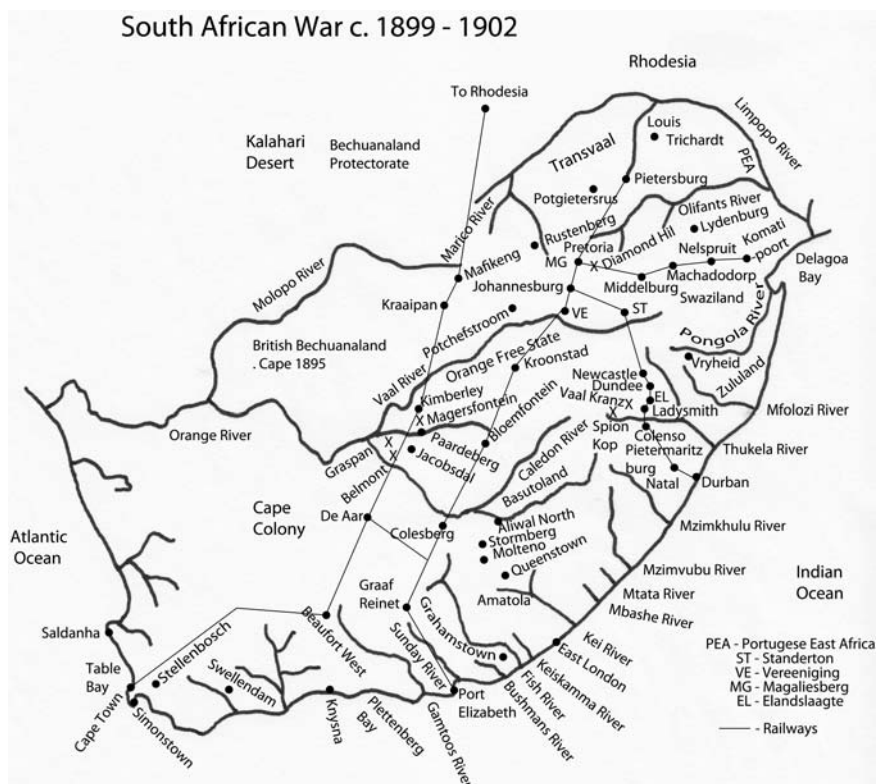 South African War c. 1899 - 1902
Rhodesia
To Rhodesia
Kalahari
Desert
Bechuanaland
Protectorate
Louis
Trichardt
Limpopo River
Transvaal
PEA
Pietersburg
Potgietersrus
Olifants River
Lydenburg
Marico River
Rustenberg
Pretoria
MG
X Diamond Hil
Nelspruit
Komati
poort
Molopo River
Mafikeng
Johannesburg
Middelburg
Machadodorp
Delagoa
Bay
Swaziland
Kraaipan
Potchefstroom
VE
ST
Pongola River
British Bechuanaland
. Cape 1895
Orange Free State
Kroonstad
Vryheid
Zululand
Vaal River
Newcastle
Dundee
EL
Kimberley
X Magersfontein
Bloemfontein
Vaal KranzX
X
Ladysmith
Mfolozi River
Orange River
Paardeberg
Spion
Kop
Colenso
Thukela River
Graspan
X
Jacobsdal
Belmont
X
Caledon River
Pietermaritz
burg
Basutoland
Natal
Durban
Cape
Colony
De Aar
Colesberg
Aliwal North
Mzimkhulu River
Atlantic
Ocean
Stormberg
Molteno
Queenstown
Mzimvubu River
Indian
Ocean
Graaf
Reinet
Amatola
Mtata River
Mbashe River
Saldanha
Beaufort West
Grahamstown
Kei River
East London
Stellenbosch
Table
Bay
Swellendam
Sunday River
Keiskamma River
Fish River
Bushmans River
Cape Town
Simonstown
Knysna
Plettenberg
Bay
Gamtoos River
Port
Elizabeth
PEA - Portugese East Africa
ST - Standerton
VE - Vereeniging
MG - Magaliesberg
EL - Elandslaagte
- Railways